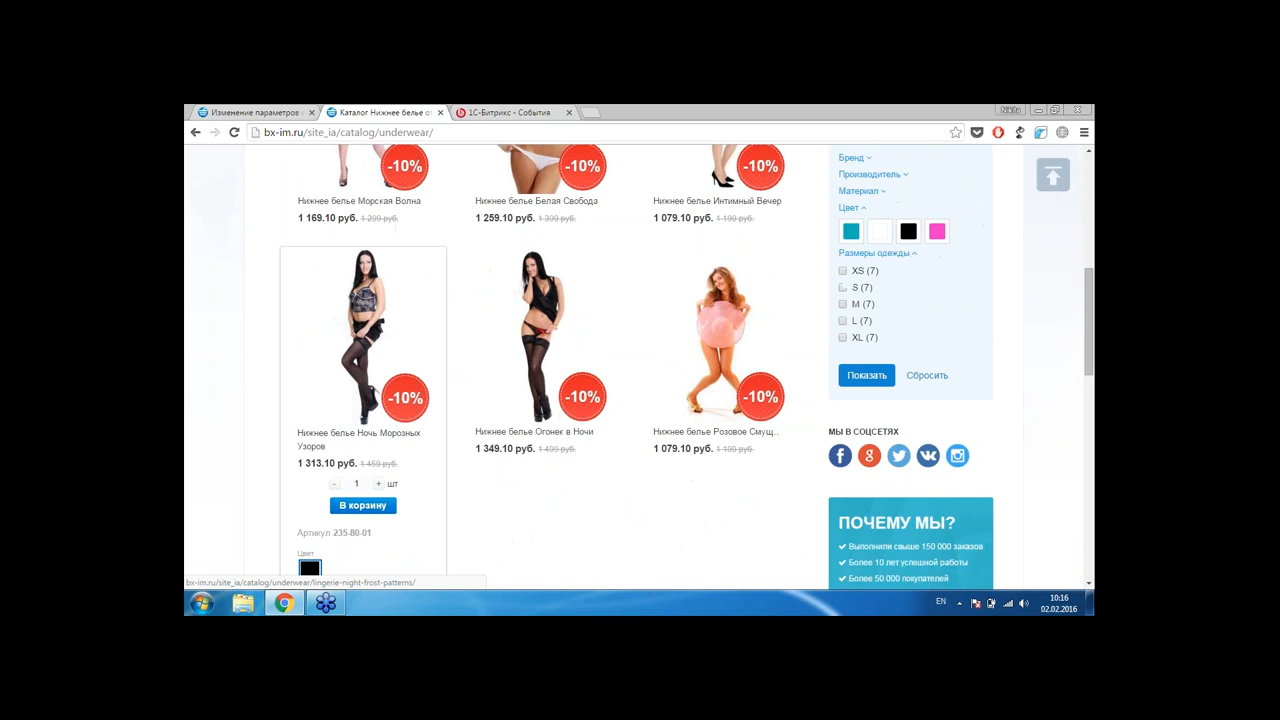 Изменение параметров
Каталог Нижнее белье от
1С-Битрикс - События
bx-im.ru/site_ia/catalog/underwear/
-10%
-10%
-10%
Нижнее белье Морская Волна
1 169.10 руб. 1 299 руб.
Нижнее белье Белая Свобода
1 259.10 руб. 1 399 руб.
Нижнее белье Интимный Вечер
1 079.10 руб. 1 199 руб.
-10%
Нижнее белье Ночь Морозных
Узоров
1 313.10 руб. 1 459 руб.
- 1 + шт
В корзину
Артикул 235-80-01
Цвет
-10%
Нижнее белье Огонек в Ночи
1 349.10 руб. 1 499 руб.
-10%
Нижнее белье Розовое Смущ...
1 079.10 руб. 1 199 руб.
Бренд
Производитель
Материал
Цвет
Размеры одежды
XS (7)
S (7)
M (7)
L (7)
XL (7)
Показать Сбросить
МЫ В СОЦСЕТЯХ
ПОЧЕМУ МЫ?
Выполнили свыше 150 000 заказов
Более 10 лет успешной работы
Более 50 000 покупателей
bx-im.ru/site_ia/catalog/underwear/lingerie-night-frost-patterns/
EN
10:16
02.02.2016